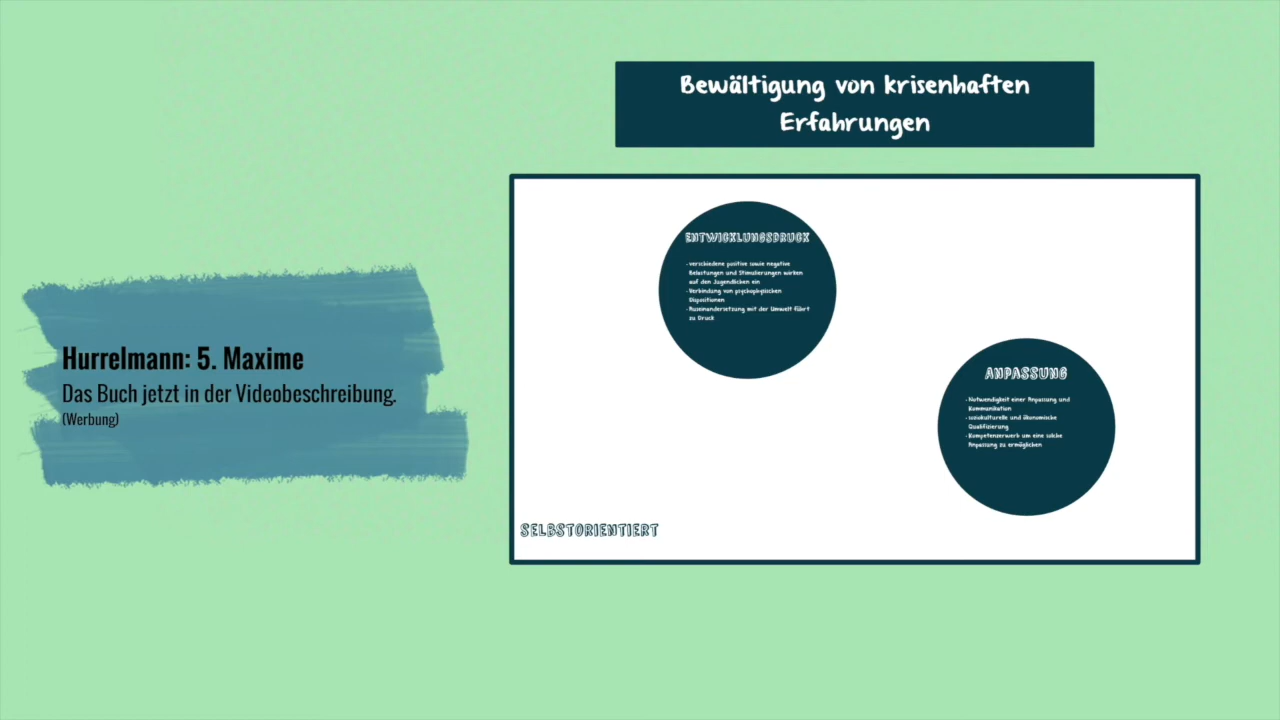 Bewältigung von krisenhaften
Erfahrungen
ENTWICKLUNGSDRUCK
- verschiedene positive sowie negative
Belastungen und Stimulierungen wirken
auf den Jugendlichen ein
- Verbindung von psychophysischen
Dispositionen
- Auseinandersetzung mit der Umwelt führt
zu Druck
Hurrelmann: 5. Maxime
Das Buch jetzt in der Videobeschreibung.
(Werbung)
ANPASSUNG
- Notwendigkeit einer Anpassung und
Kommunikation
- soziokulturelle und ökonomische
Qualifizierung
- Kompetenzerwerb um eine solche
Anpassung zu ermöglichen
SELBSTORIENTIERT